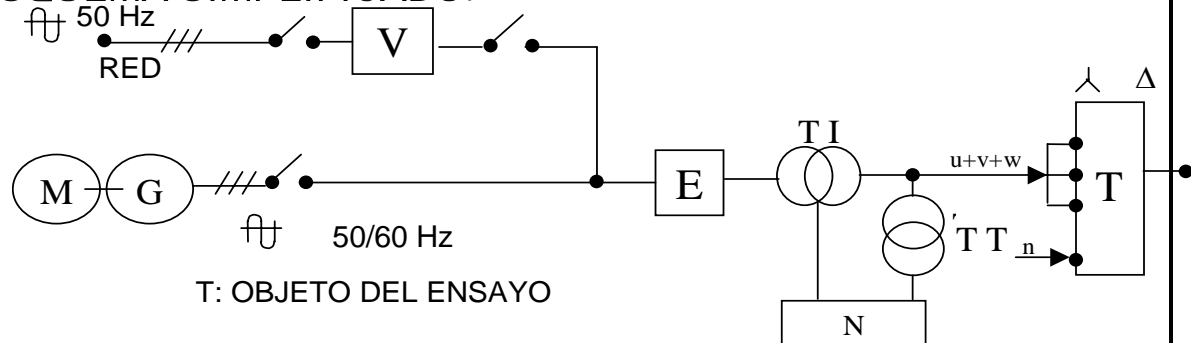 50 Hz
RED
V
T I
Δ
u+v+w
M
G
E
T
50/60 Hz
T T
n
T: OBJETO DEL ENSAYO
N